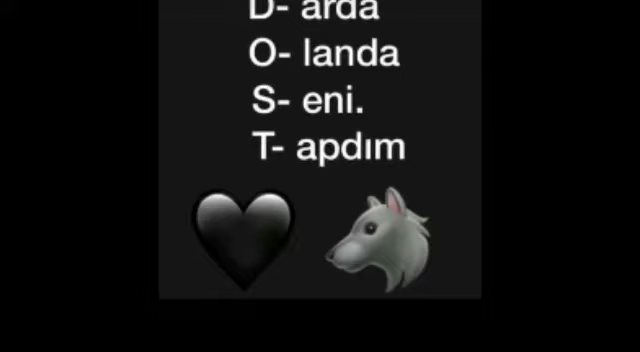 D- arda
O- landa
S- eni.
T- apdım